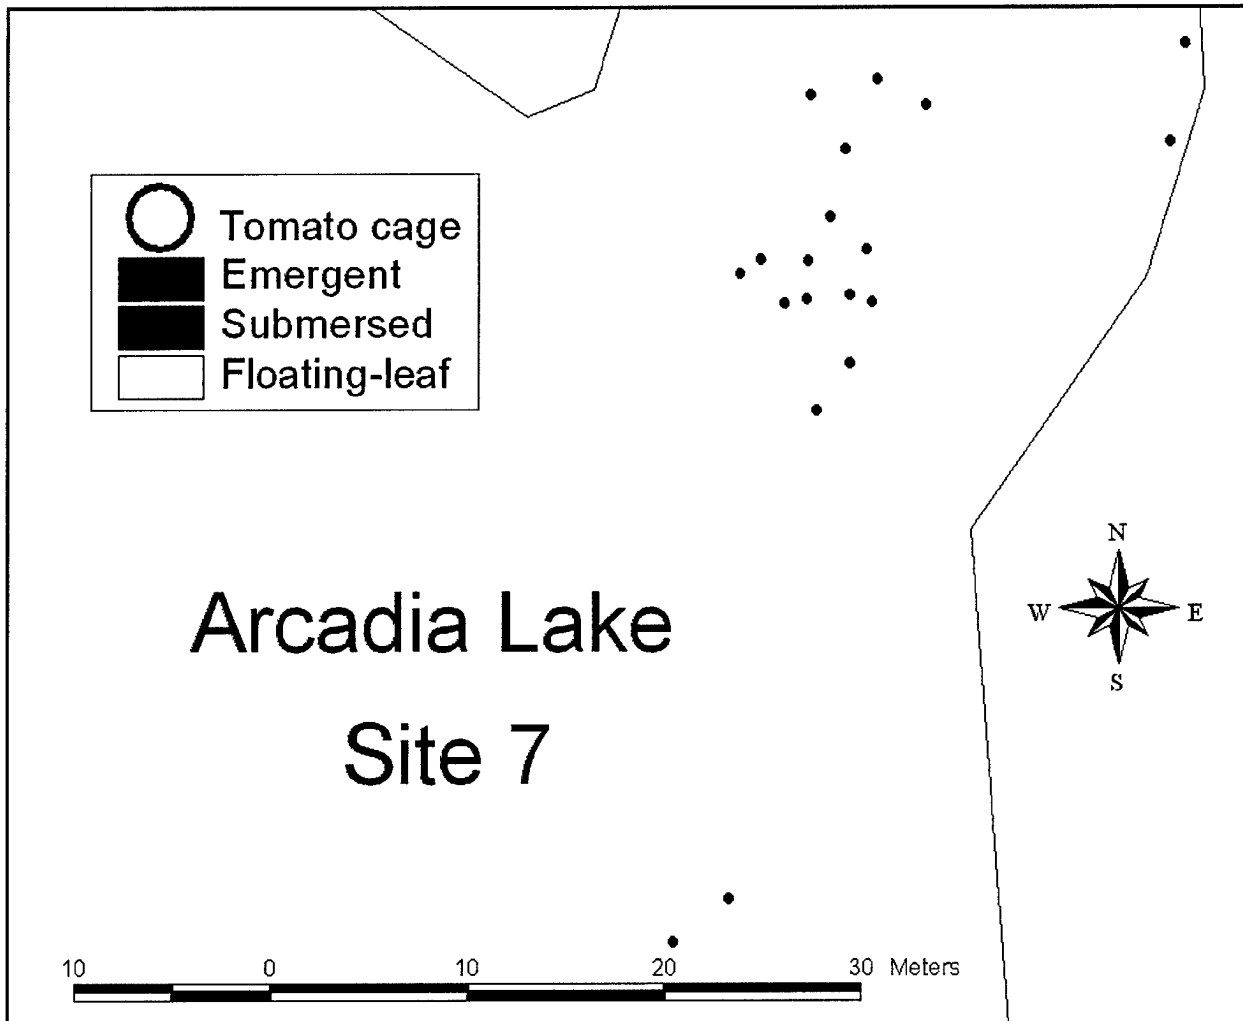 Tomato cage
Emergent
Submersed
Floating-leaf
N
W E
S
Arcadia Lake
Site 7
10 0 10 20 30 Meters